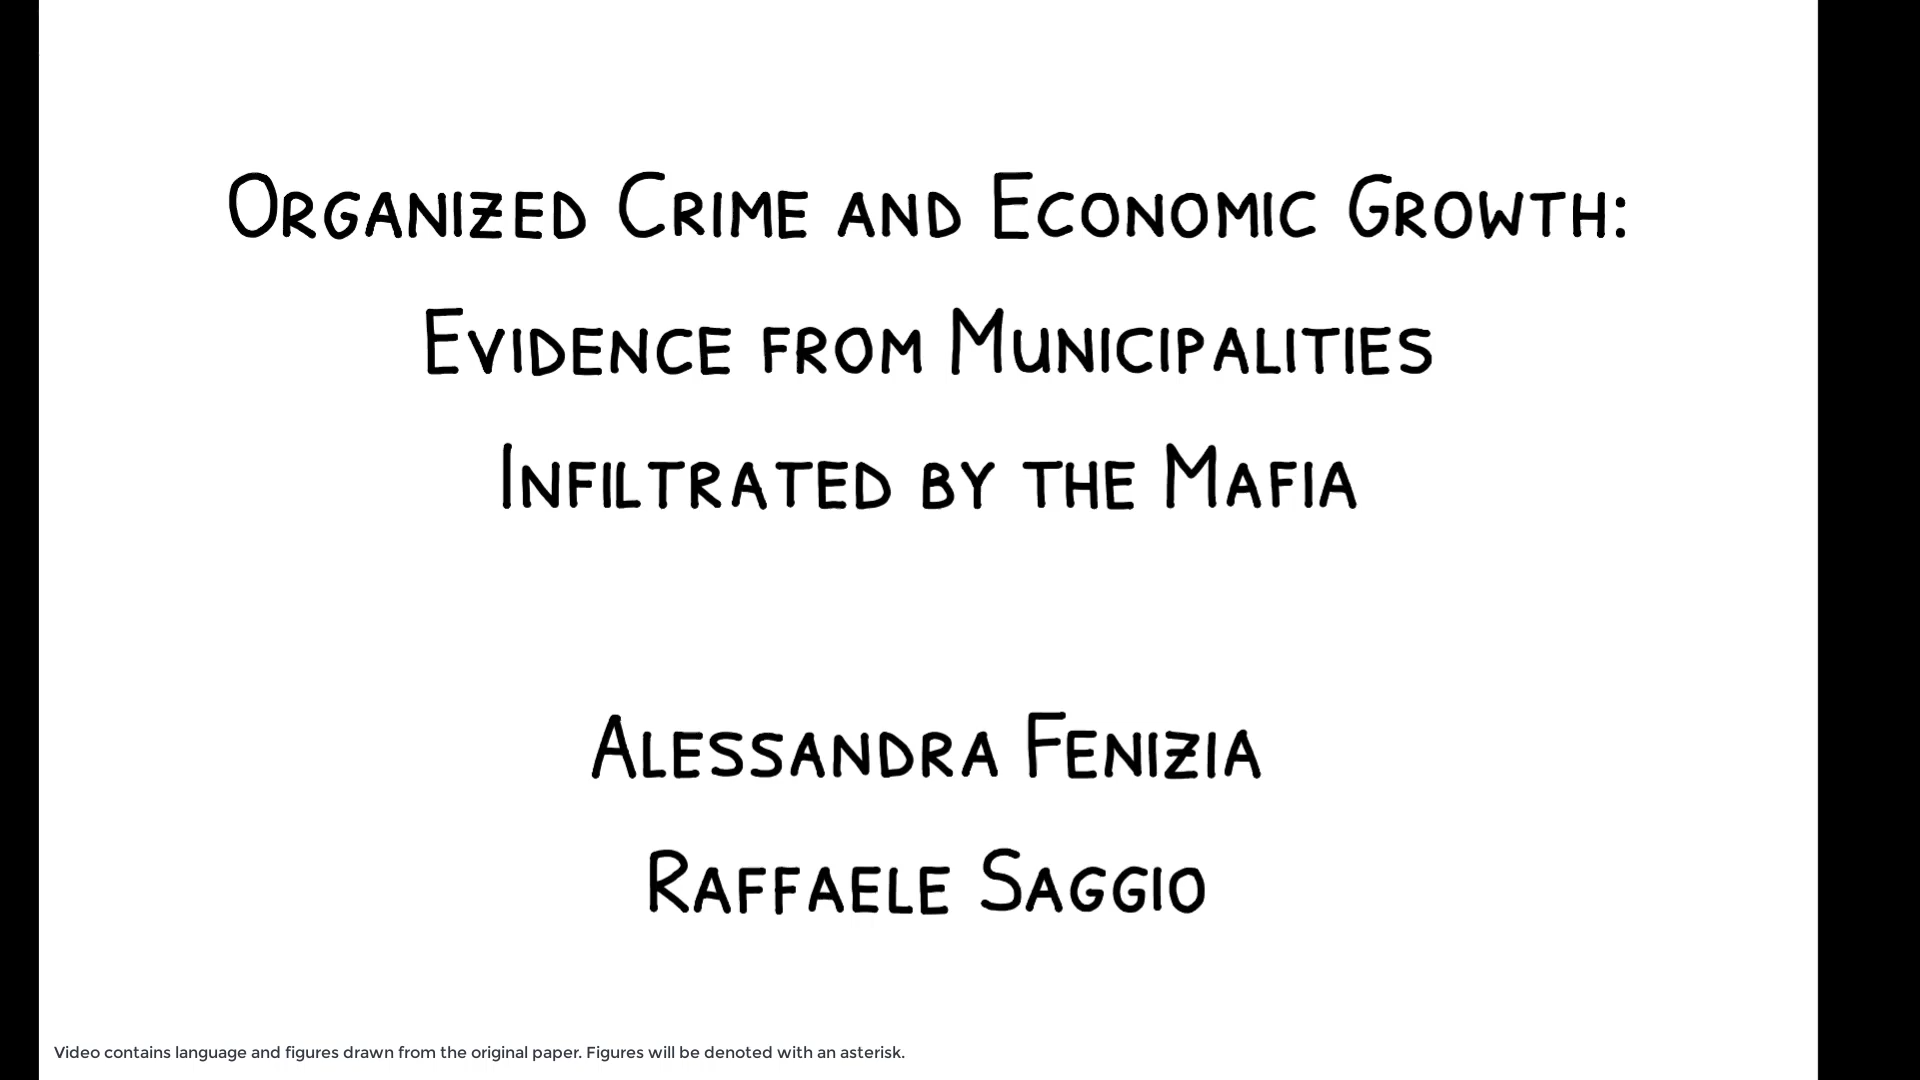 Organized Crime and Economic Growth:
Evidence from Municipalities
Infiltrated by the Mafia
Alessandra Fenizia
Raffaele Saggio
Video contains language and figures drawn from the original paper. Figures will be denoted with an asterisk.